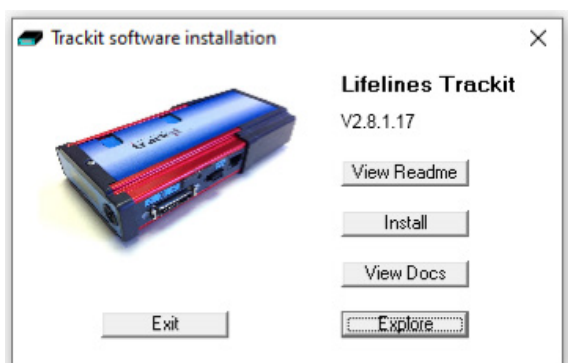 Trackit software installation
Lifelines Trackit
V2.8.1.17
View Readme
Install
View Docs
Exit
Explore